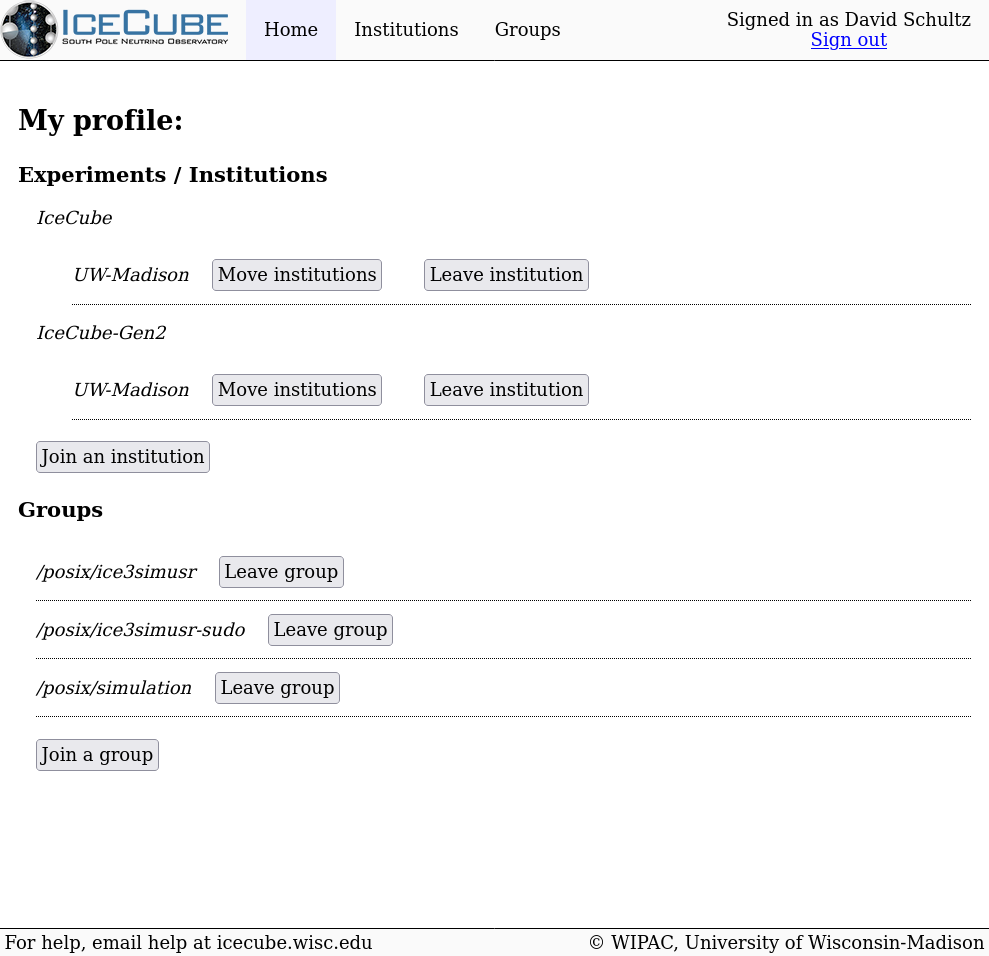 ICECUBE
SOUTH POLE NEUTRINO OBSERVATORY
Home Institutions Groups
Signed in as David Schultz
Sign out
My profile:
Experiments / Institutions
IceCube
UW-Madison Move institutions Leave institution
IceCube-Gen2
UW-Madison Move institutions Leave institution
Join an institution
Groups
/posix/ice3simusr Leave group
/posix/ice3simusr-sudo Leave group
/posix/simulation Leave group
Join a group
For help, email help at icecube.wisc.edu
© WIPAC, University of Wisconsin-Madison